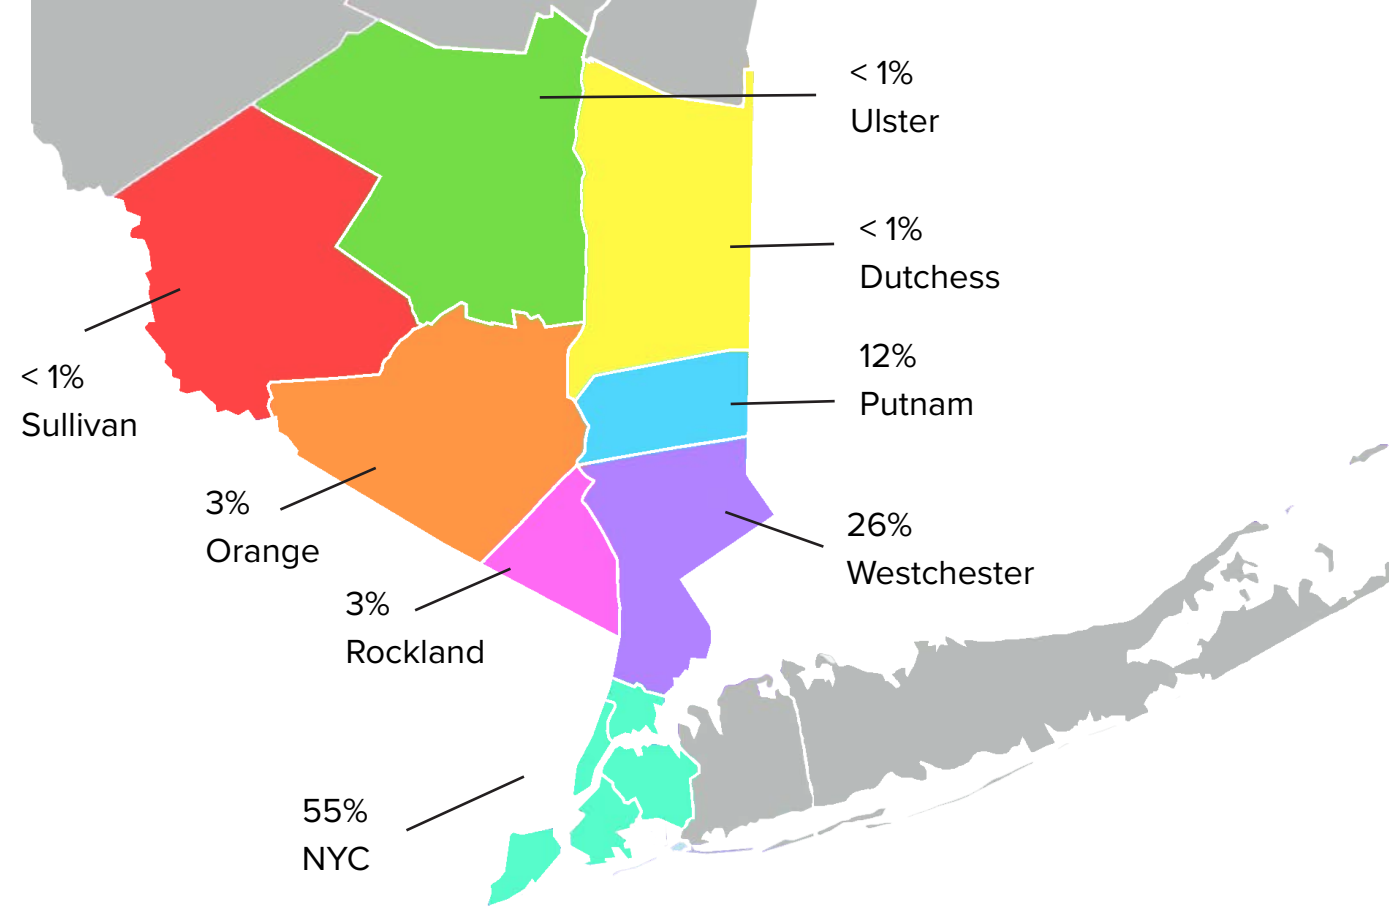 < 1%
Ulster
< 1%
Dutchess
12%
Putnam
< 1%
Sullivan
3%
Orange
26%
Westchester
3%
Rockland
55%
NYC